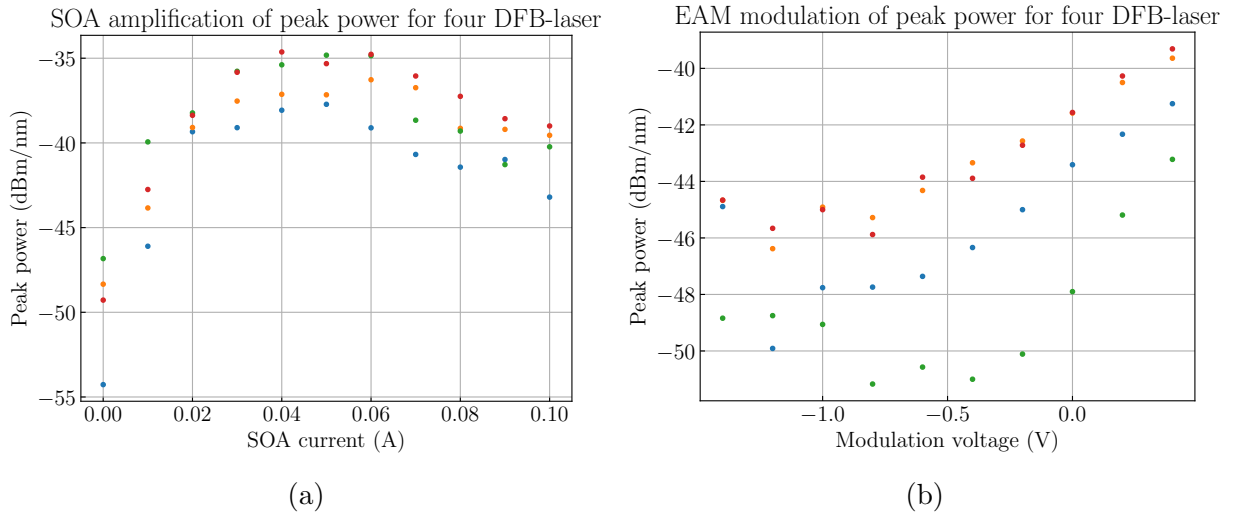 SOA amplification of peak power for four DFB-laser
−35
−40
−45
−50
−55
Peak power (dBm/nm)
0.00 0.02 0.04 0.06 0.08 0.10
SOA current (A)
(a)
EAM modulation of peak power for four DFB-laser
−40
−42
−44
−46
−48
−50
Peak power (dBm/nm)
−1.0 −0.5 0.0
Modulation voltage (V)
(b)